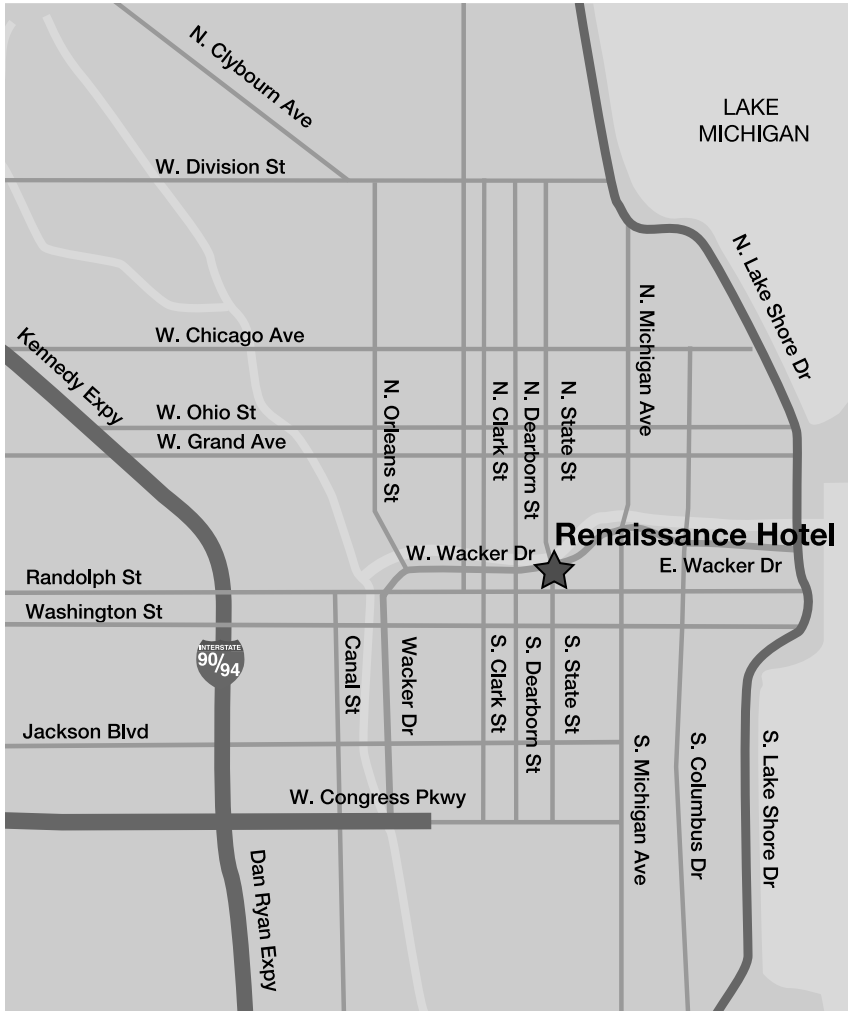 N. Clybourn Ave
LAKE
MICHIGAN
W. Division St
N. Lake Shore Dr
N. Michigan Ave
W. Chicago Ave
Kennedy Expy
N. Orleans St
N. Clark St
N. Dearborn St
N. State St
W. Ohio St
W. Grand Ave
Renaissance Hotel
W. Wacker Dr
E. Wacker Dr
Randolph St
Washington St
INTERSTATE
90/94
Canal St
Wacker Dr
S. Clark St
S. Dearborn St
S. State St
Jackson Blvd
S. Michigan Ave
S. Columbus Dr
S. Lake Shore Dr
W. Congress Pkwy
Dan Ryan Expy